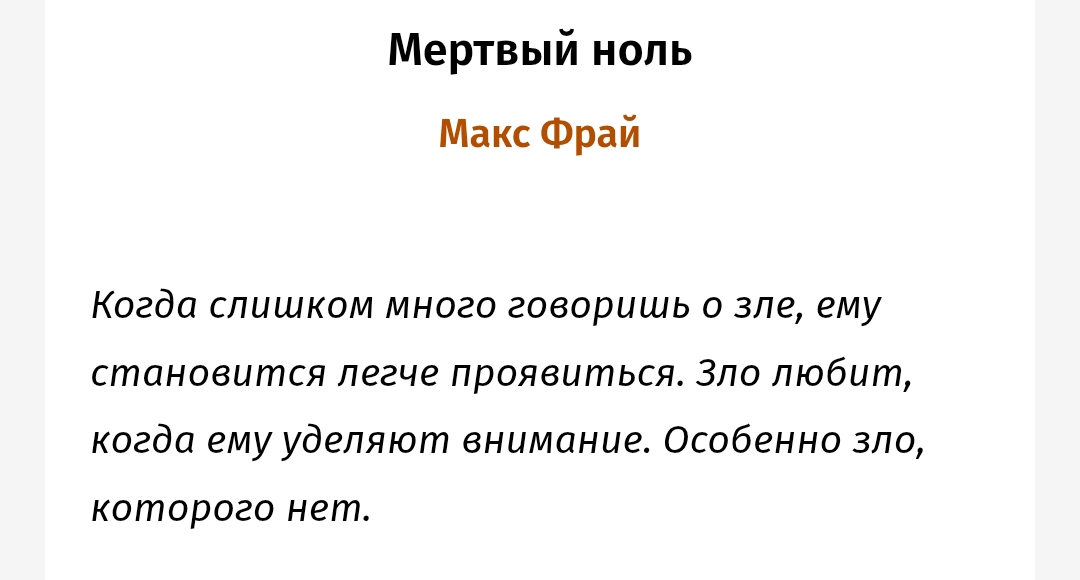 Мертвый ноль
Макс Фрай
Когда слишком много говоришь о зле, ему
становится легче проявиться. Зло любит,
когда ему уделяют внимание. Особенно зло,
которого нет.